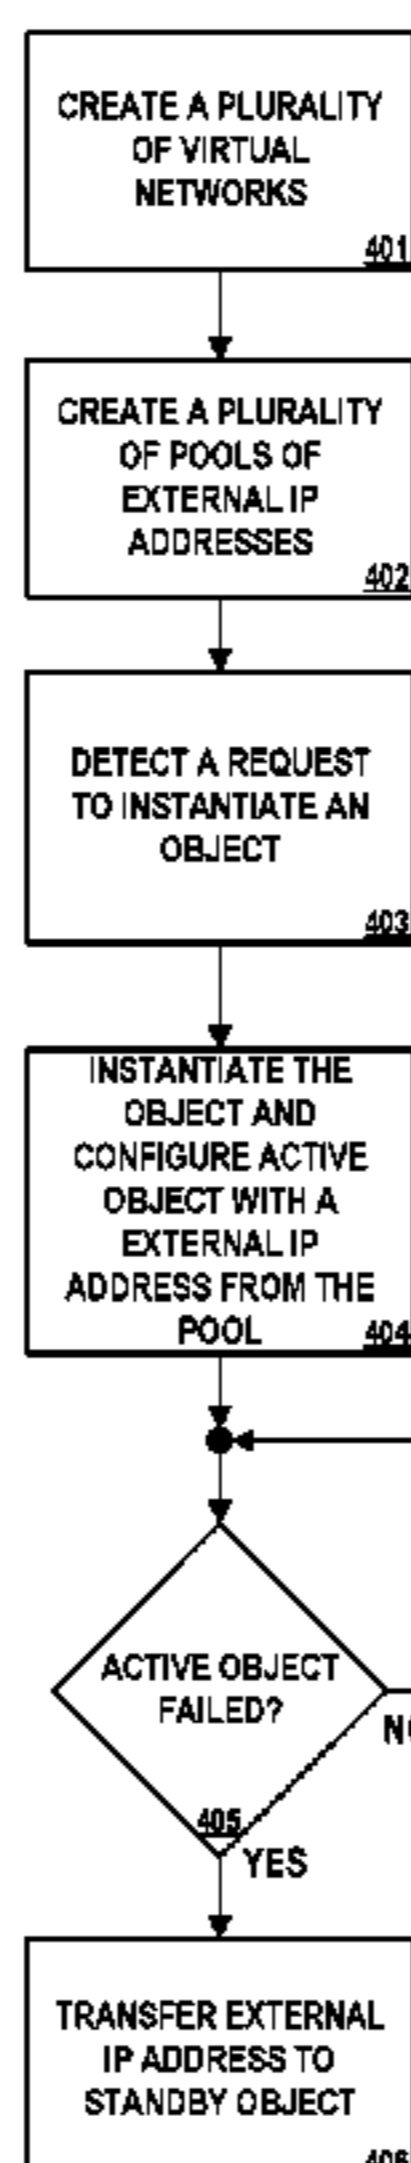 CREATE A PLURALITY
OF VIRTUAL
NETWORKS
401
CREATE A PLURALITY
OF POOLS OF
EXTERNAL IP
ADDRESSES
402
DETECT A REQUEST
TO INSTANTIATE AN
OBJECT
403
INSTANTIATE THE
OBJECT AND
CONFIGURE ACTIVE
OBJECT WITH A
EXTERNAL IP
ADDRESS FROM THE
POOL
404
ACTIVE OBJECT
FAILED?
405
YES
TRANSFER EXTERNAL
IP ADDRESS TO
STANDBY OBJECT